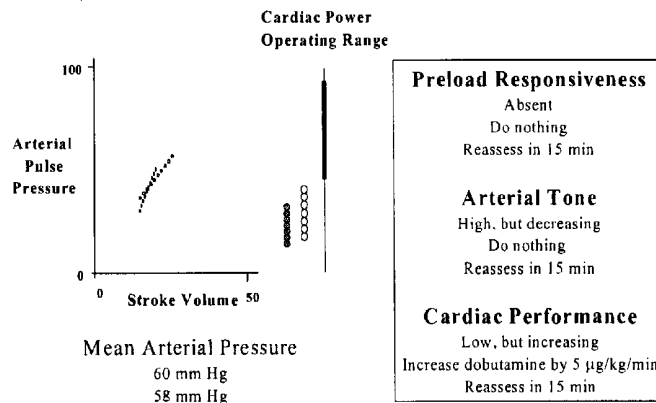 Cardiac Power
Operating Range
100
Arterial
Pulse
Pressure
0
0
Stroke Volume
50
Mean Arterial Pressure
60 mm Hg
58 mm Hg
Preload Responsiveness
Absent
Do nothing
Reassess in 15 min
Arterial Tone
High, but decreasing
Do nothing
Reassess in 15 min
Cardiac Performance
Low, but increasing
Increase dobutamine by 5 μg/kg/min
Reassess in 15 min